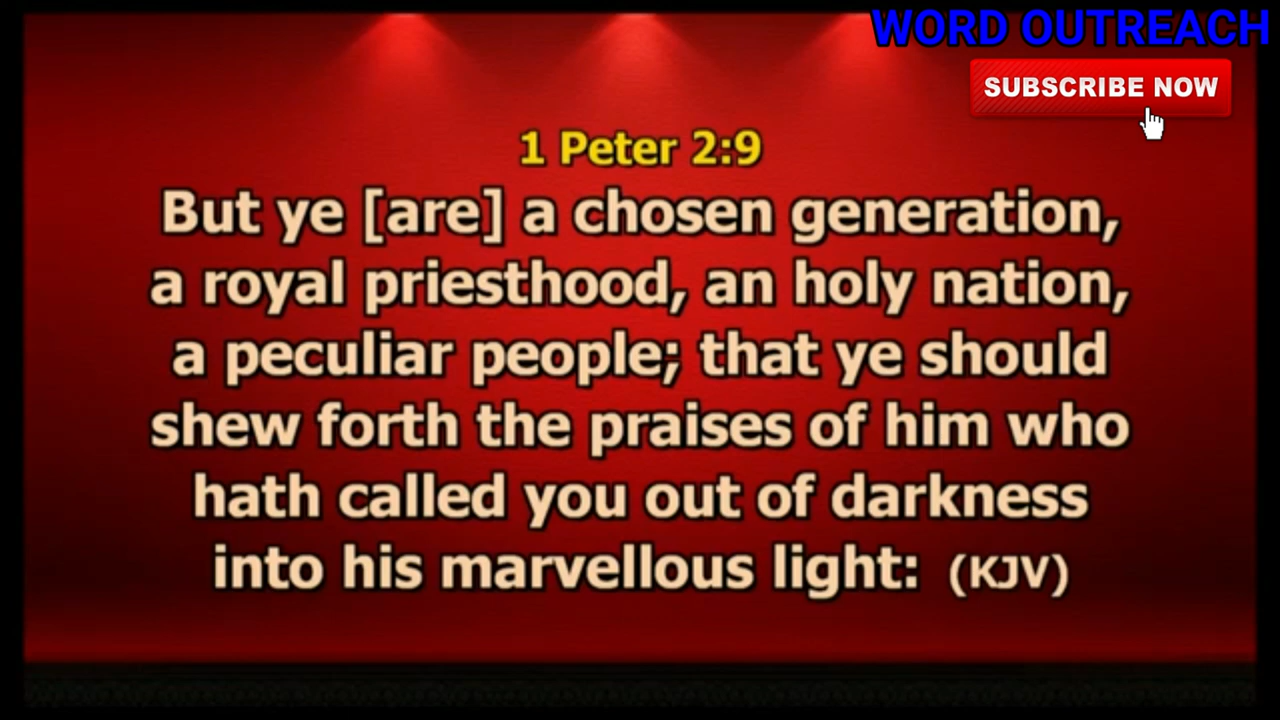 WORD OUTREACH
SUBSCRIBE NOW
1 Peter 2:9
But ye [are] a chosen generation,
a royal priesthood, an holy nation,
a peculiar people; that ye should
shew forth the praises of him who
hath called you out of darkness
into his marvellous light: (KJV)